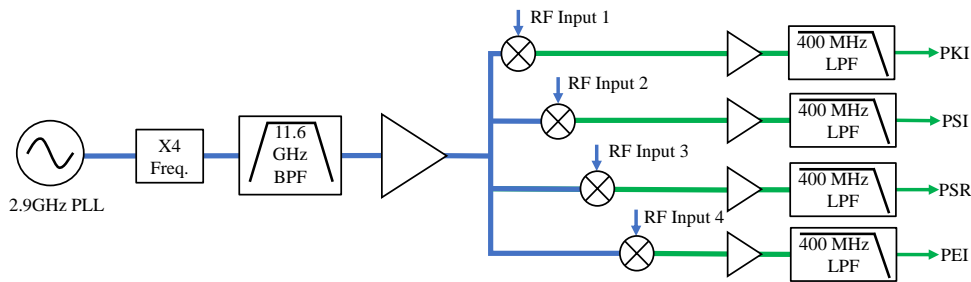 RF Input 1
400 MHz
LPF
PKI
RF Input 2
400 MHz
LPF
PSI
X4
Freq.
11.6
GHz
BPF
2.9GHz PLL
RF Input 3
400 MHz
LPF
PSR
RF Input 4
400 MHz
LPF
PEI